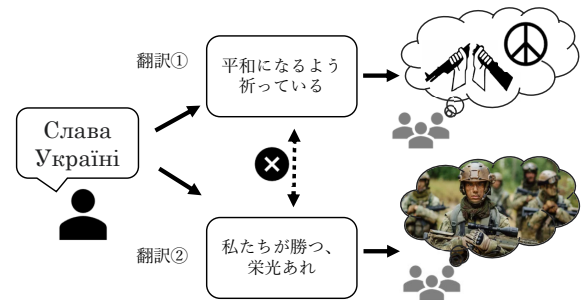 翻訳①
平和になるよう
祈っている
Слава
Україні
翻訳②
私たちが勝つ、
栄光あれ